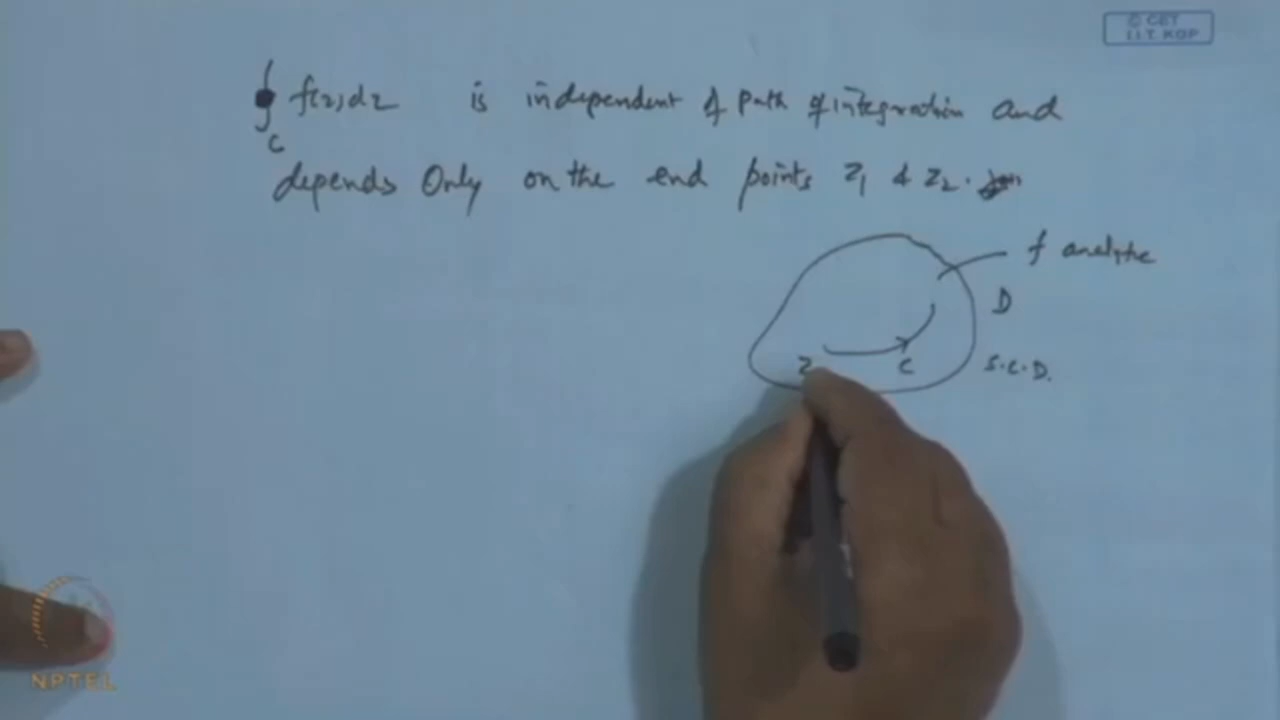 © CET
I.I.T. KGP
∮_C f(z)dz is independent of path of integration and
depends Only on the end points z₁ & z₂.
f analytic
D
z C S.C.D.
NPTEL